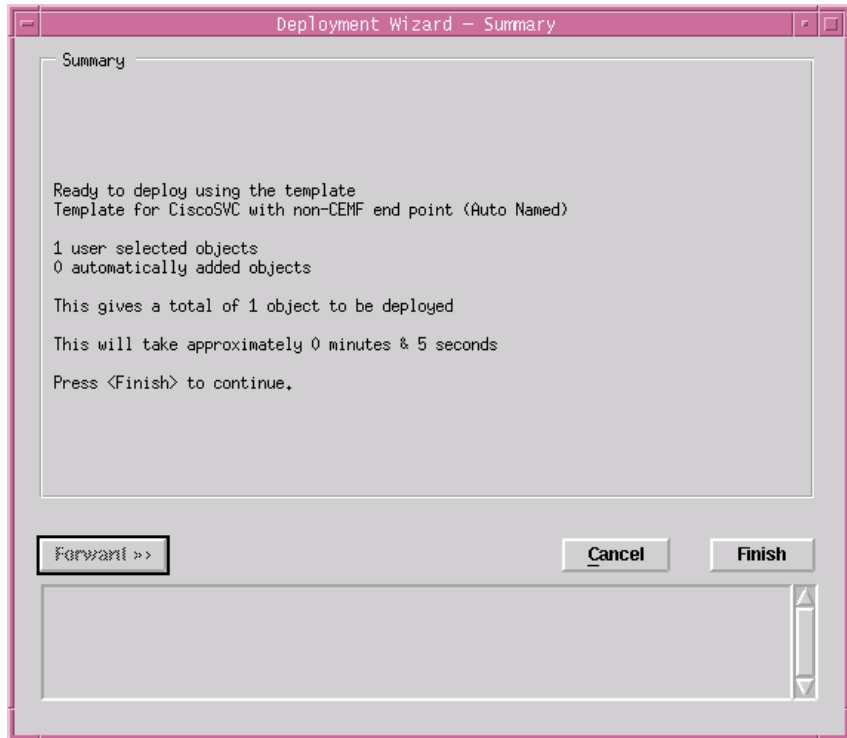 Deployment Wizard – Summary
Summary
Ready to deploy using the template
Template for CiscoSVC with non-CEMF end point (Auto Named)
1 user selected objects
0 automatically added objects
This gives a total of 1 object to be deployed
This will take approximately 0 minutes & 5 seconds
Press <Finish> to continue.
Forward >>
Cancel
Finish